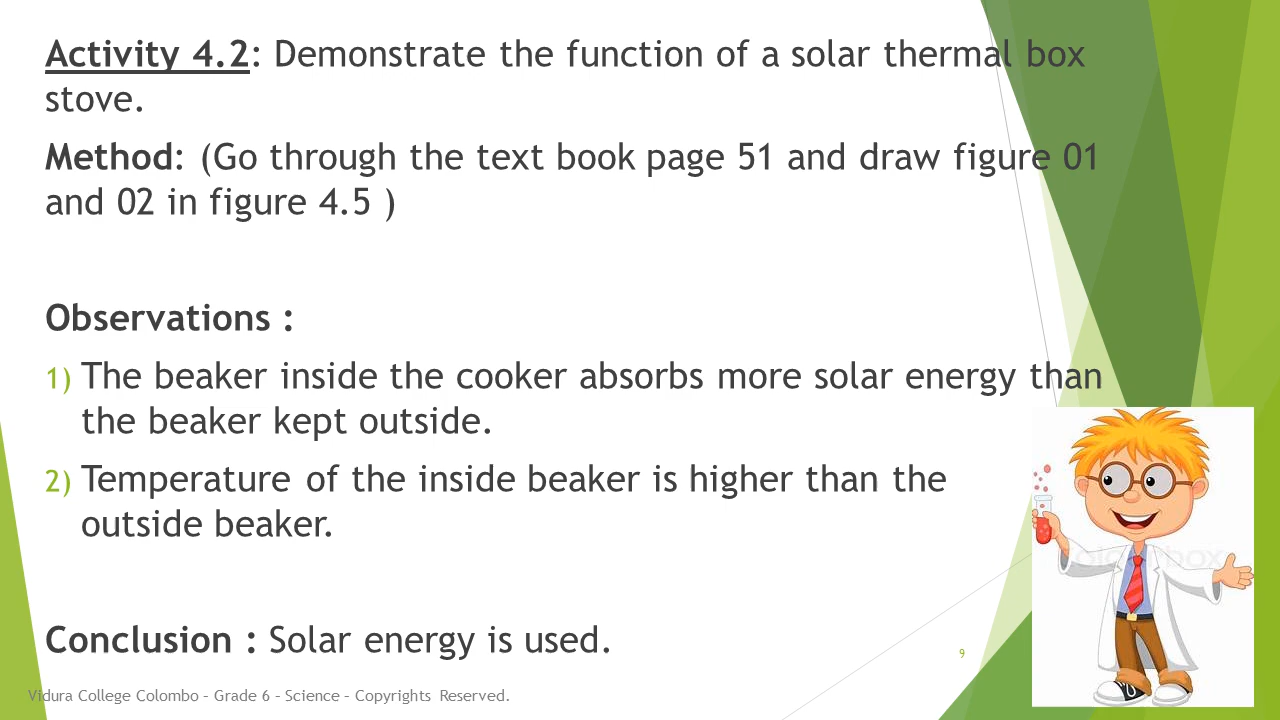 Activity 4.2: Demonstrate the function of a solar thermal box
stove.
Method: (Go through the text book page 51 and draw figure 01
and 02 in figure 4.5 )
Observations :
1) The beaker inside the cooker absorbs more solar energy than
the beaker kept outside.
2) Temperature of the inside beaker is higher than the
outside beaker.
Conclusion : Solar energy is used.
9
Vidura College Colombo – Grade 6 – Science – Copyrights Reserved.